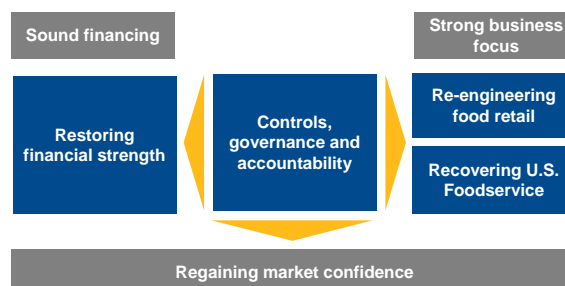 Sound financing
Strong business
focus
Restoring
financial strength
Controls,
governance and
accountability
Re-engineering
food retail
Recovering U.S.
Foodservice
Regaining market confidence